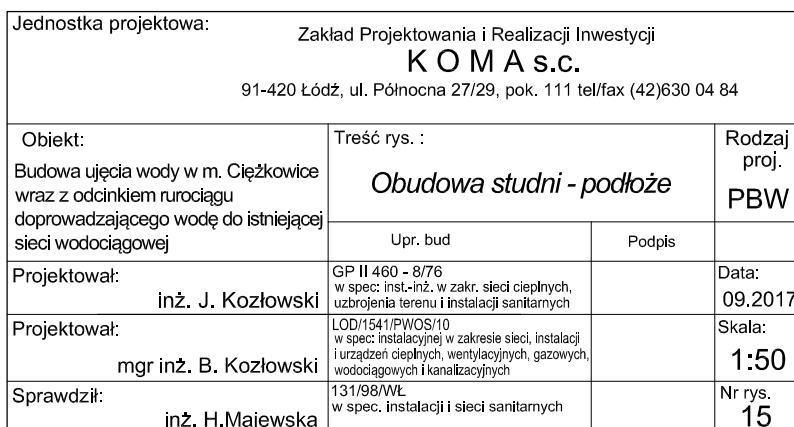 Jednostka projektowa:
Zakład Projektowania i Realizacji Inwestycji
K O M A s.c.
91-420 Łódź, ul. Północna 27/29, pok. 111 tel/fax (42)630 04 84
Obiekt:
Budowa ujęcia wody w m. Ciężkowice
wraz z odcinkiem rurociągu
doprowadzającego wodę do istniejącej
sieci wodociągowej
Treść rys. :
Obudowa studni - podłoże
Rodzaj
proj.
PBW
Upr. bud
Podpis
Projektował:
inż. J. Kozłowski
GP II 460 - 8/76
w spec: inst.-inż. w zakr. sieci cieplnych,
uzbrojenia terenu i instalacji sanitarnych
Data:
09.2017
Projektował:
mgr inż. B. Kozłowski
LOD/1541/PWOS/10
w spec: instalacyjnej w zakresie sieci, instalacji
i urządzeń cieplnych, wentylacyjnych, gazowych,
wodociągowych i kanalizacyjnych
Skala:
1:50
Sprawdził:
inż. H.Majewska
131/98/WŁ
w spec. instalacji i sieci sanitarnych
Nr rys.
15